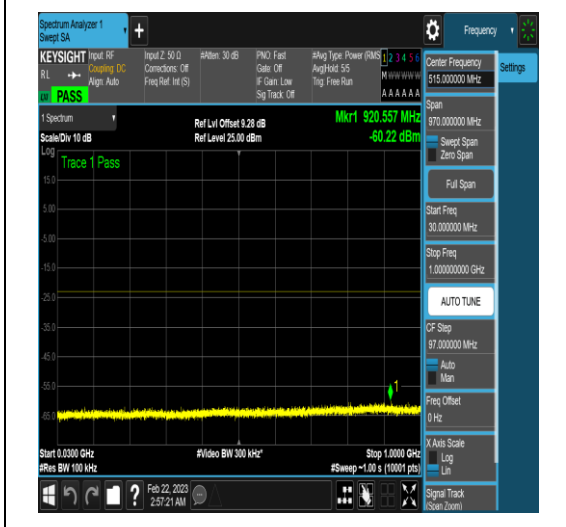 Spectrum Analyzer 1
Swept SA
+
Frequency
KEYSIGHT
RL
PASS
Input: RF
Coupling: DC
Align: Auto
Input Z: 50 Ω
Corrections: Off
Freq Ref: Int (S)
#Atten: 30 dB
PNO: Fast
Gate: Off
IF Gain: Low
Sig Track: Off
#Avg Type: Power (RMS
Avg|Hold: 5/5
Trig: Free Run
1 2 3 4 5 6
M W W W W W
A A A A A A
1 Spectrum
Scale/Div 10 dB
Ref Lvl Offset 9.28 dB
Ref Level 25.00 dBm
Mkr1 920.557 MHz
-60.22 dBm
Log
Trace 1 Pass
15.0
5.00
-5.00
-15.0
-25.0
-35.0
-45.0
-55.0
-65.0
1
Start 0.0300 GHz
#Res BW 100 kHz
#Video BW 300 kHz*
Stop 1.0000 GHz
#Sweep ~1.00 s (10001 pts)
?
Feb 22, 2023
2:57:21 AM
Center Frequency
515.000000 MHz
Settings
Span
970.000000 MHz
Swept Span
Zero Span
Full Span
Start Freq
30.000000 MHz
Stop Freq
1.000000000 GHz
AUTO TUNE
CF Step
97.000000 MHz
Auto
Man
Freq Offset
0 Hz
X Axis Scale
Log
Lin
Signal Track
(Span Zoom)